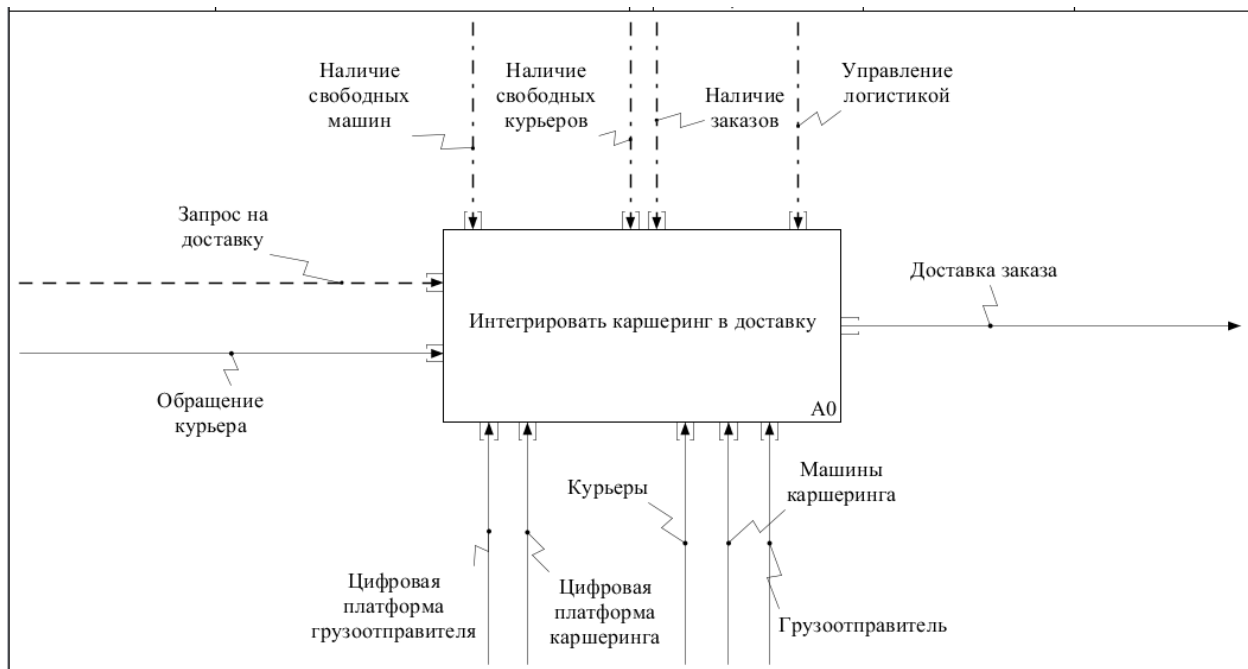 Наличие
свободных
машин
Наличие
свободных
курьеров
Наличие
заказов
Управление
логистикой
Запрос на
доставку
Доставка заказа
Интегрировать каршеринг в доставку
Обращение
курьера
A0
Курьеры
Машины
каршеринга
Цифровая
платформа
грузоотправителя
Цифровая
платформа
каршеринга
Грузоотправитель